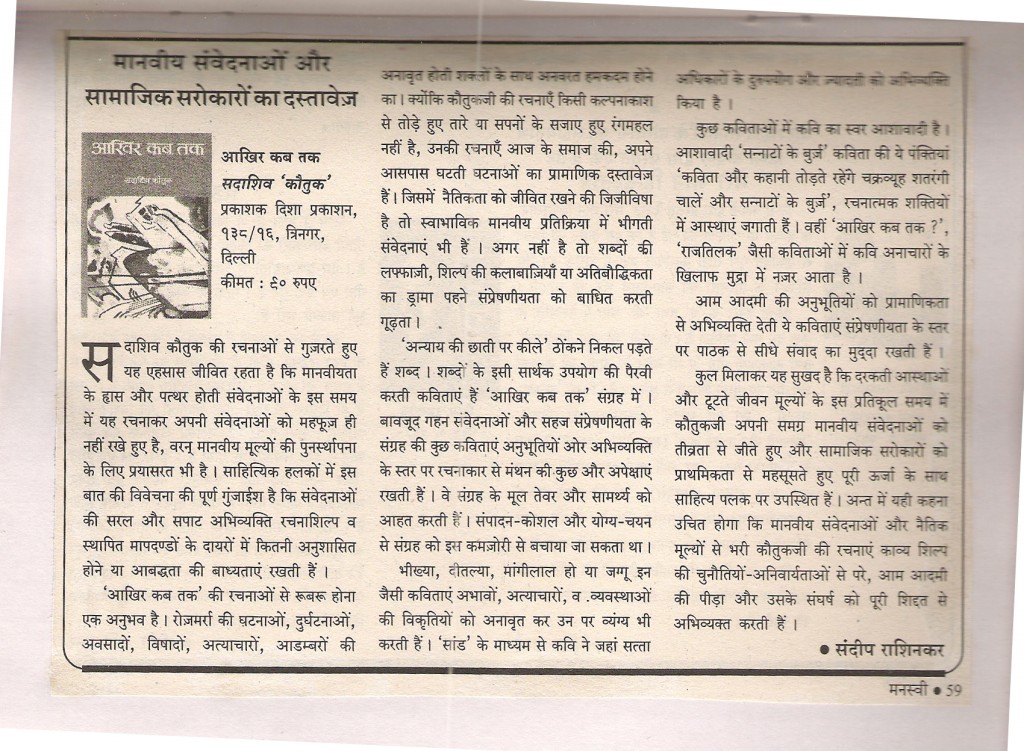 मानवीय संवेदनाओं और
सामाजिक सरोकारों का दस्तावेज़
आखिर कब तक
सदाशिव कौतुक
आखिर कब तक
सदाशिव ‘कौतुक’
प्रकाशक दिशा प्रकाशन,
१३८/१६, त्रिनगर,
दिल्ली
कीमत : ९० रुपए
सदाशिव कौतुक की रचनाओं से गुज़रते हुए
यह एहसास जीवित रहता है कि मानवीयता
के ह्रास और पत्थर होती संवेदनाओं के इस समय
में यह रचनाकर अपनी संवेदनाओं को महफूज़ ही
नहीं रखे हुए है, वरन् मानवीय मूल्यों की पुनर्स्थापना
के लिए प्रयासरत भी है । साहित्यिक हलकों में इस
बात की विवेचना की पूर्ण गुंजाईश है कि संवेदनाओं
की सरल और सपाट अभिव्यक्ति रचनाशिल्प व
स्थापित मापदण्डों के दायरों में कितनी अनुशासित
होने या आबद्धता की बाध्यताएं रखती हैं ।
‘आखिर कब तक’ की रचनाओं से रूबरू होना
एक अनुभव है । रोज़मर्रा की घटनाओं, दुर्घटनाओं,
अवसादों, विषादों, अत्याचारों, आडम्बरों की
अनावृत होती शक्लों के साथ अनवरत हमकदम होने
का । क्योंकि कौतुकजी की रचनाएँ किसी कल्पनाकाश
से तोड़े हुए तारे या सपनों के सजाए हुए रंगमहल
नहीं है, उनकी रचनाएँ आज के समाज की, अपने
आसपास घटती घटनाओं का प्रामाणिक दस्तावेज़
हैं । जिसमें नैतिकता को जीवित रखने की जिजीविषा
है तो स्वाभाविक मानवीय प्रतिक्रिया में भीगती
संवेदनाएं भी हैं । अगर नहीं है तो शब्दों की
लफ्फाज़ी, शिल्प की कलाबाज़ियाँ या अतिबौद्धिकता
का ड्रामा पहने संप्रेषणीयता को बाधित करती
गूढ़ता ।
‘अन्याय की छाती पर कीले’ ठोंकने निकल पड़ते
हैं शब्द । शब्दों के इसी सार्थक उपयोग की पैरवी
करती कविताएं हैं ‘आखिर कब तक’ संग्रह में ।
बावजूद गहन संवेदनाओं और सहज संप्रेषणीयता के
संग्रह की कुछ कविताएं अनुभूतियों ओर अभिव्यक्ति
के स्तर पर रचनाकार से मंथन की कुछ और अपेक्षाएं
रखती हैं । वे संग्रह के मूल तेवर और सामर्थ्य को
आहत करती हैं । संपादन-कोशल और योग्य-चयन
से संग्रह को इस कमज़ोरी से बचाया जा सकता था ।
भीख्या, दीतल्या, मांगीलाल हो या जग्गू इन
जैसी कविताएं अभावों, अत्याचारों, व .व्यवस्थाओं
की विकृतियों को अनावृत कर उन पर व्यंग्य भी
करती हैं । ‘सांड’ के माध्यम से कवि ने जहां सत्ता
अधिकारों के दुरुपयोग और ज्यादती को अभिव्यक्ति
किया है ।
कुछ कविताओं में कवि का स्वर आशावादी है ।
आशावादी ‘सन्नाटों के बुर्ज़’ कविता की ये पंक्तियां
‘कविता और कहानी तोड़ते रहेंगे चक्रव्यूह शतरंगी
चालें और सन्नाटों के बुर्ज़’, रचनात्मक शक्तियों
में आस्थाएं जगाती हैं । वहीं ‘आखिर कब तक ?’,
‘राजतिलक’ जैसी कविताओं में कवि अनाचारों के
खिलाफ मुद्रा में नज़र आता है ।
आम आदमी की अनुभूतियों को प्रामाणिकता
से अभिव्यक्ति देती ये कविताएं संप्रेषणीयता के स्तर
पर पाठक से सीधे संवाद का मुद्दा रखती हैं ।
कुल मिलाकर यह सुखद है कि दरकती आस्थाओं
और टूटते जीवन मूल्यों के इस प्रतिकूल समय में
कौतुकजी अपनी समग्र मानवीय संवेदनाओं को
तीव्रता से जीते हुए और सामाजिक सरोकारों को
प्राथमिकता से महसूसते हुए पूरी ऊर्जा के साथ
साहित्य पलक पर उपस्थित हैं । अन्त में यही कहना
उचित होगा कि मानवीय संवेदनाओं और नैतिक
मूल्यों से भरी कौतुकजी की रचनाएं काव्य शिल्प
की चुनौतियों-अनिवार्यताओं से परे, आम आदमी
की पीड़ा और उसके संघर्ष को पूरी शिद्दत से
अभिव्यक्त करती हैं ।
● संदीप राशिनकर
मनस्वी ● 59